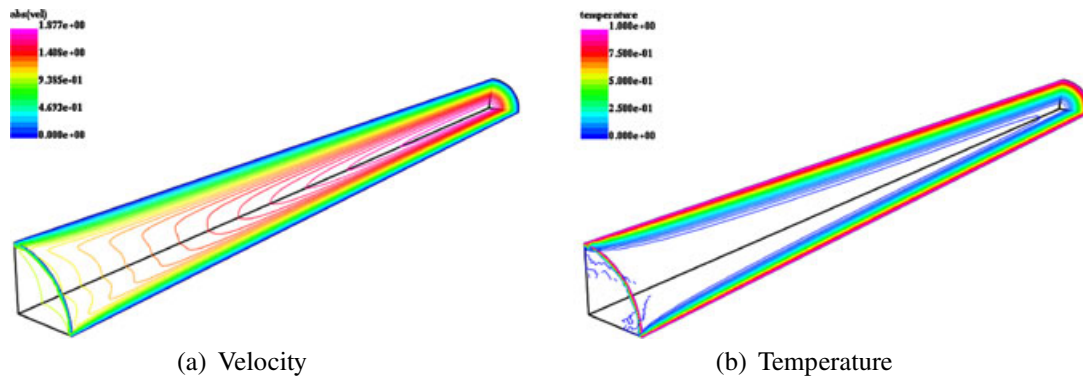 abs(vel)
1.877e+00
1.408e+00
9.385e-01
4.693e-01
0.000e+00
temperature
1.000e+00
7.500e-01
5.000e-01
2.500e-01
0.000e+00
(a) Velocity
(b) Temperature